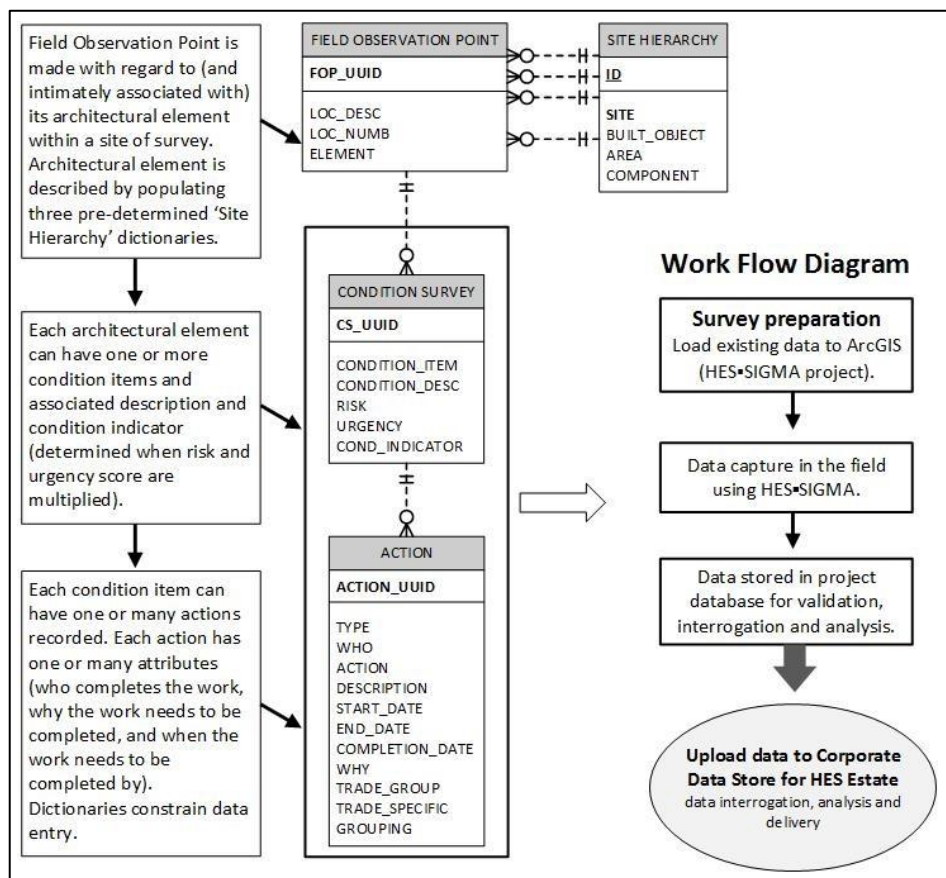 Field Observation Point is
made with regard to (and
intimately associated with)
its architectural element
within a site of survey.
Architectural element is
described by populating
three pre-determined ‘Site
Hierarchy’ dictionaries.
Each architectural element
can have one or more
condition items and
associated description and
condition indicator
(determined when risk and
urgency score are
multiplied).
Each condition item can
have one or many actions
recorded. Each action has
one or many attributes
(who completes the work,
why the work needs to be
completed, and when the
work needs to be
completed by).
Dictionaries constrain data
entry.
FIELD OBSERVATION POINT
FOP_UUID
LOC_DESC
LOC_NUMB
ELEMENT
SITE HIERARCHY
ID
SITE
BUILT_OBJECT
AREA
COMPONENT
CONDITION SURVEY
CS_UUID
CONDITION_ITEM
CONDITION_DESC
RISK
URGENCY
COND_INDICATOR
ACTION
ACTION_UUID
TYPE
WHO
ACTION
DESCRIPTION
START_DATE
END_DATE
COMPLETION_DATE
WHY
TRADE_GROUP
TRADE_SPECIFIC
GROUPING
Work Flow Diagram
Survey preparation
Load existing data to ArcGIS
(HES▪SIGMA project).
Data capture in the field
using HES▪SIGMA.
Data stored in project
database for validation,
interrogation and analysis.
Upload data to Corporate
Data Store for HES Estate
data interrogation, analysis and
delivery